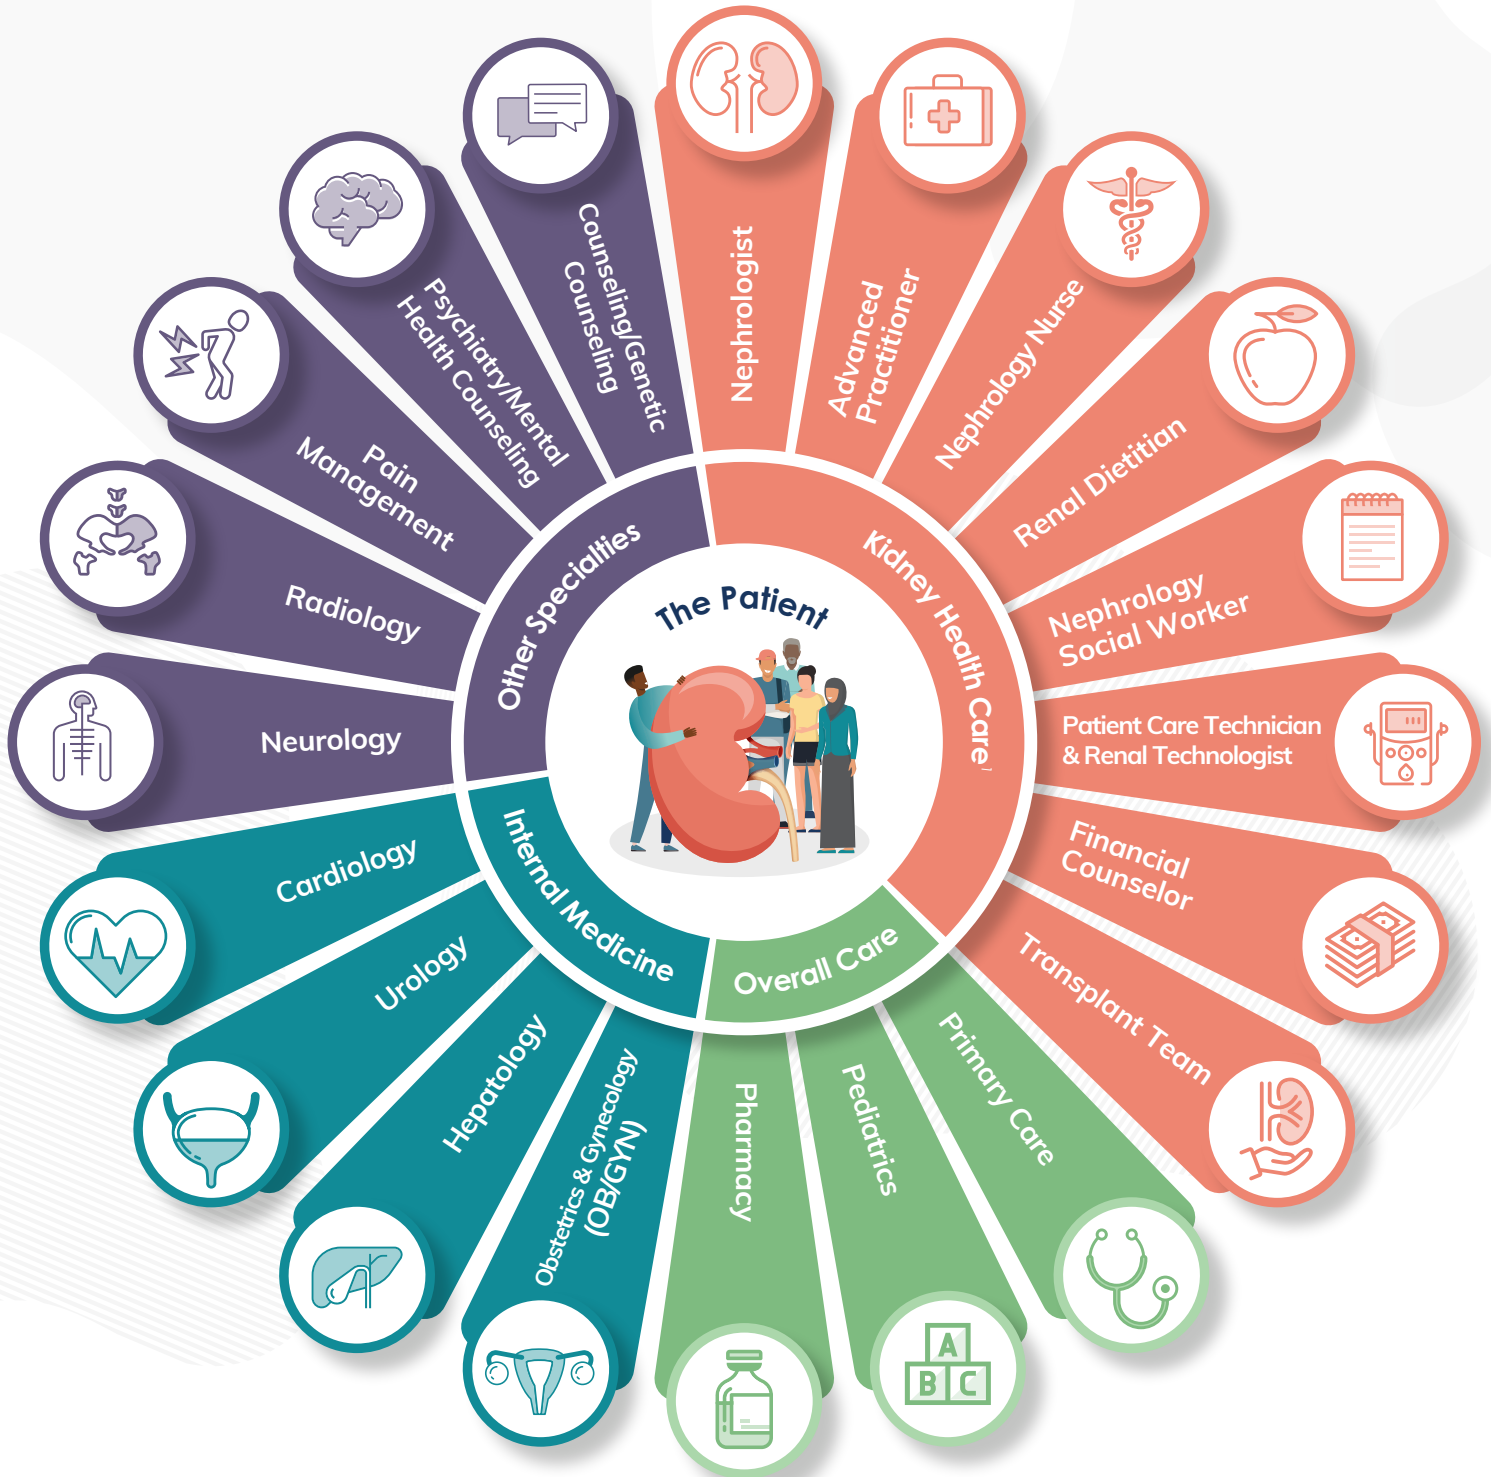 The Patient
Kidney Health Care
Nephrologist
Advanced
Practitioner
Nephrology Nurse
Renal Dietitian
Nephrology
Social Worker
Patient Care Technician
& Renal Technologist
Financial
Counselor
Transplant Team
Overall Care
Primary Care
Pediatrics
Pharmacy
Internal Medicine
Obstetrics & Gynecology
(OB/GYN)
Hepatology
Urology
Cardiology
Other Specialties
Neurology
Radiology
Pain
Management
Psychiatry/Mental
Health Counseling
Counseling/Genetic
Counseling
A
B C